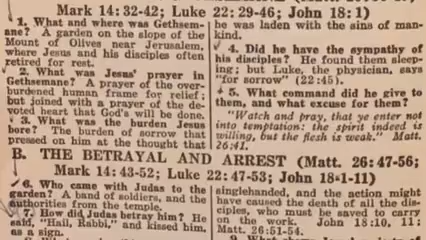 Mark 14:32-42; Luke 22:29-46; John 18:1)
1. What and where was Gethsem-
ane? A garden on the slope of the
Mount of Olives near Jerusalem,
where Jesus and his disciples often
retired for rest.
2. What was Jesus' prayer in
Gethsemane? A prayer of the over-
burdened human frame for relief;
but joined with a prayer of the de-
voted heart that God's will be done.
3. What was the burden Jesus
bore? The burden of sorrow that
pressed on him at the thought that
he was laden with the sins of man-
kind.
4. Did he have the sympathy of
his disciples? He found them sleep-
ing; but Luke, the physician, says
"for sorrow" (22:45).
5. What command did he give to
them, and what excuse for them?
"Watch and pray, that ye enter not
into temptation: the spirit indeed is
willing, but the flesh is weak." Matt.
26:41.
B. THE BETRAYAL AND ARREST (Matt. 26:47-56;
Mark 14:43-52; Luke 22:47-53; John 18:1-11)
6. Who came with Judas to the
garden? A band of soldiers, and the
authorities from the temple.
7. How did Judas betray him? He
said, "Hail, Rabbi," and kissed him,
as a sign.
singlehanded, and the action might
have caused the death of all the dis-
ciples, who must be saved to carry
on the work. John 18:10, 11;
Matt. 26:51-54.